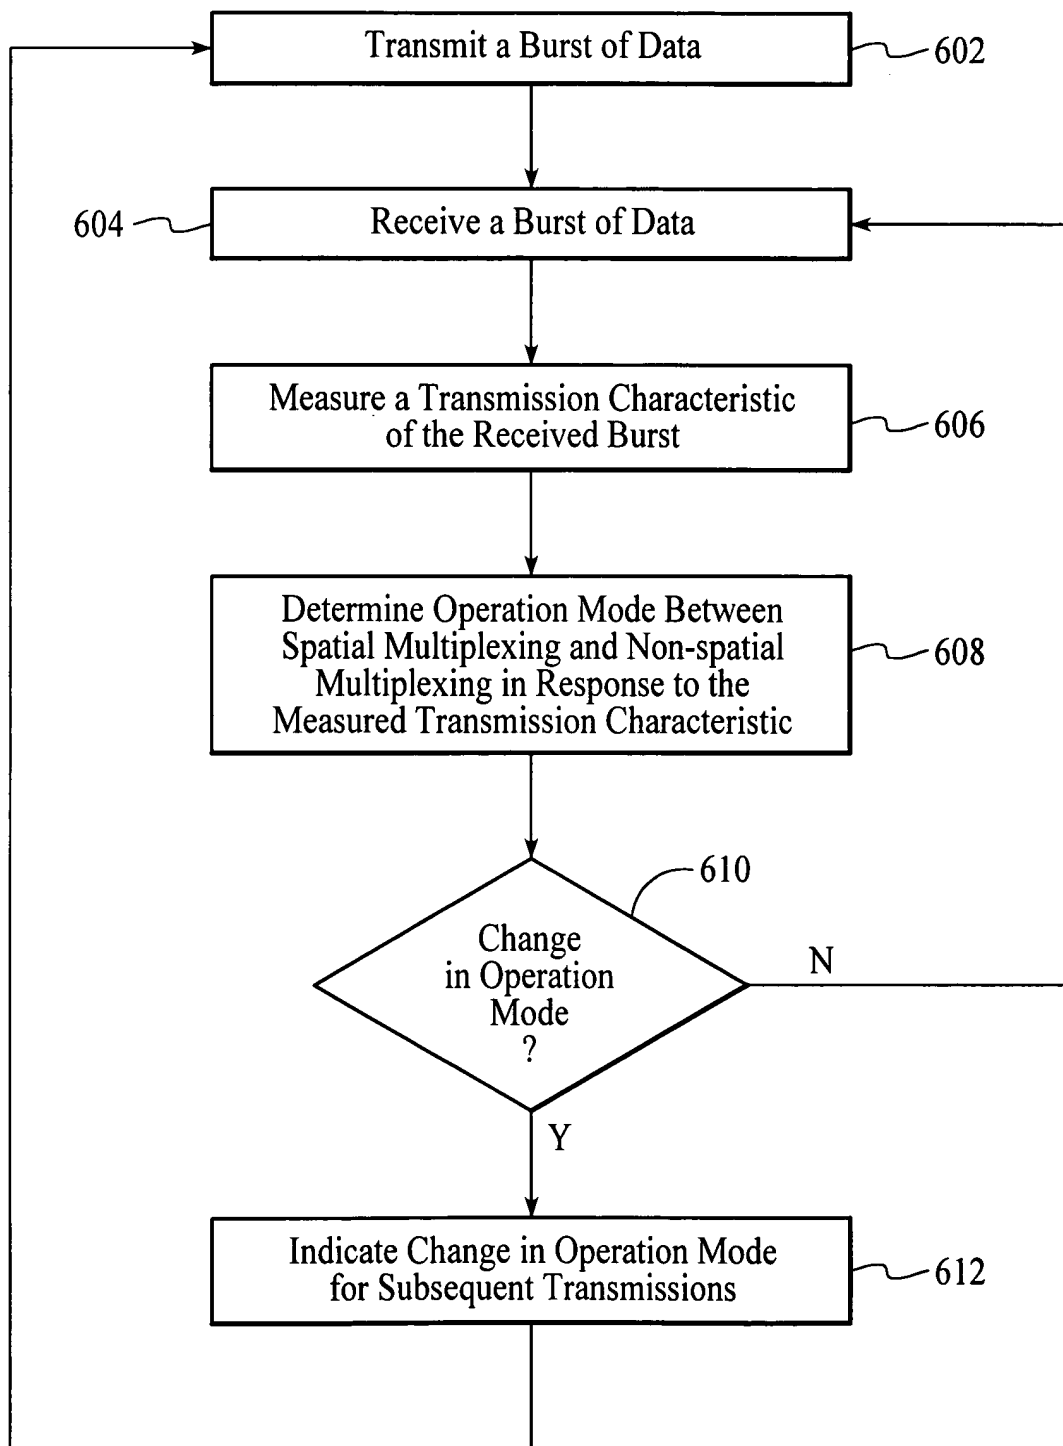 Transmit a Burst of Data
602
604
Receive a Burst of Data
Measure a Transmission Characteristic
of the Received Burst
606
Determine Operation Mode Between
Spatial Multiplexing and Non-spatial
Multiplexing in Response to the
Measured Transmission Characteristic
608
610
Change
in Operation
Mode
?
N
Y
Indicate Change in Operation Mode
for Subsequent Transmissions
612